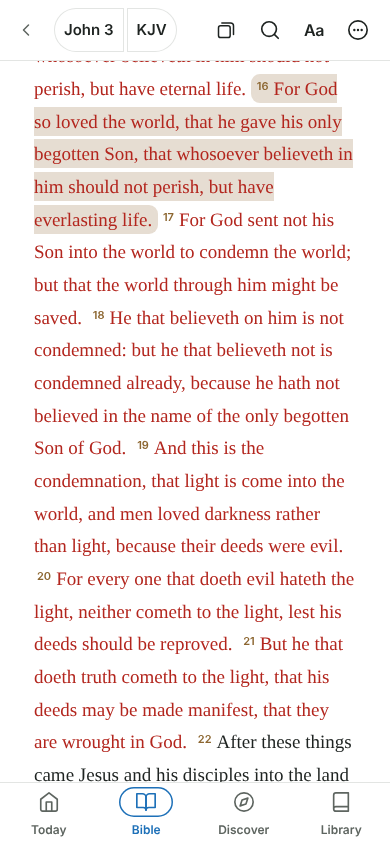 John 3 KJV Aa
perish, but have eternal life. 16 For God
so loved the world, that he gave his only
begotten Son, that whosoever believeth in
him should not perish, but have
everlasting life. 17 For God sent not his
Son into the world to condemn the world;
but that the world through him might be
saved. 18 He that believeth on him is not
condemned: but he that believeth not is
condemned already, because he hath not
believed in the name of the only begotten
Son of God. 19 And this is the
condemnation, that light is come into the
world, and men loved darkness rather
than light, because their deeds were evil.
20 For every one that doeth evil hateth the
light, neither cometh to the light, lest his
deeds should be reproved. 21 But he that
doeth truth cometh to the light, that his
deeds may be made manifest, that they
are wrought in God. 22 After these things
came Jesus and his disciples into the land
Today Bible Discover Library